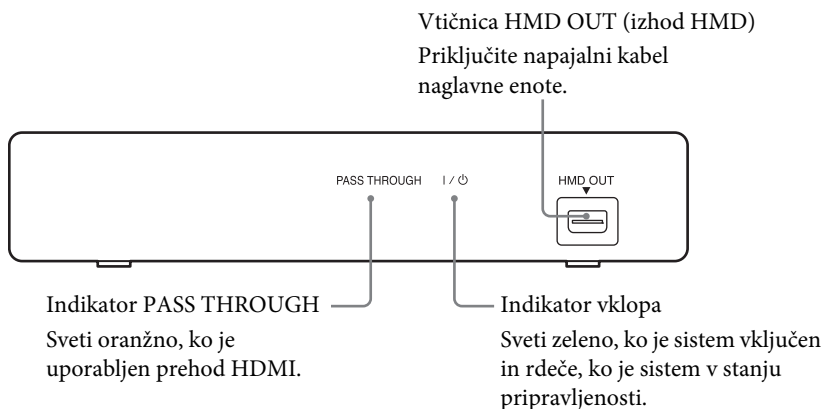 Vtičnica HMD OUT (izhod HMD)
Priključite napajalni kabel
naglavne enote.
PASS THROUGH
I / ⏻
HMD OUT
Indikator PASS THROUGH
Sveti oranžno, ko je
uporabljen prehod HDMI.
Indikator vklopa
Sveti zeleno, ko je sistem vključen
in rdeče, ko je sistem v stanju
pripravljenosti.